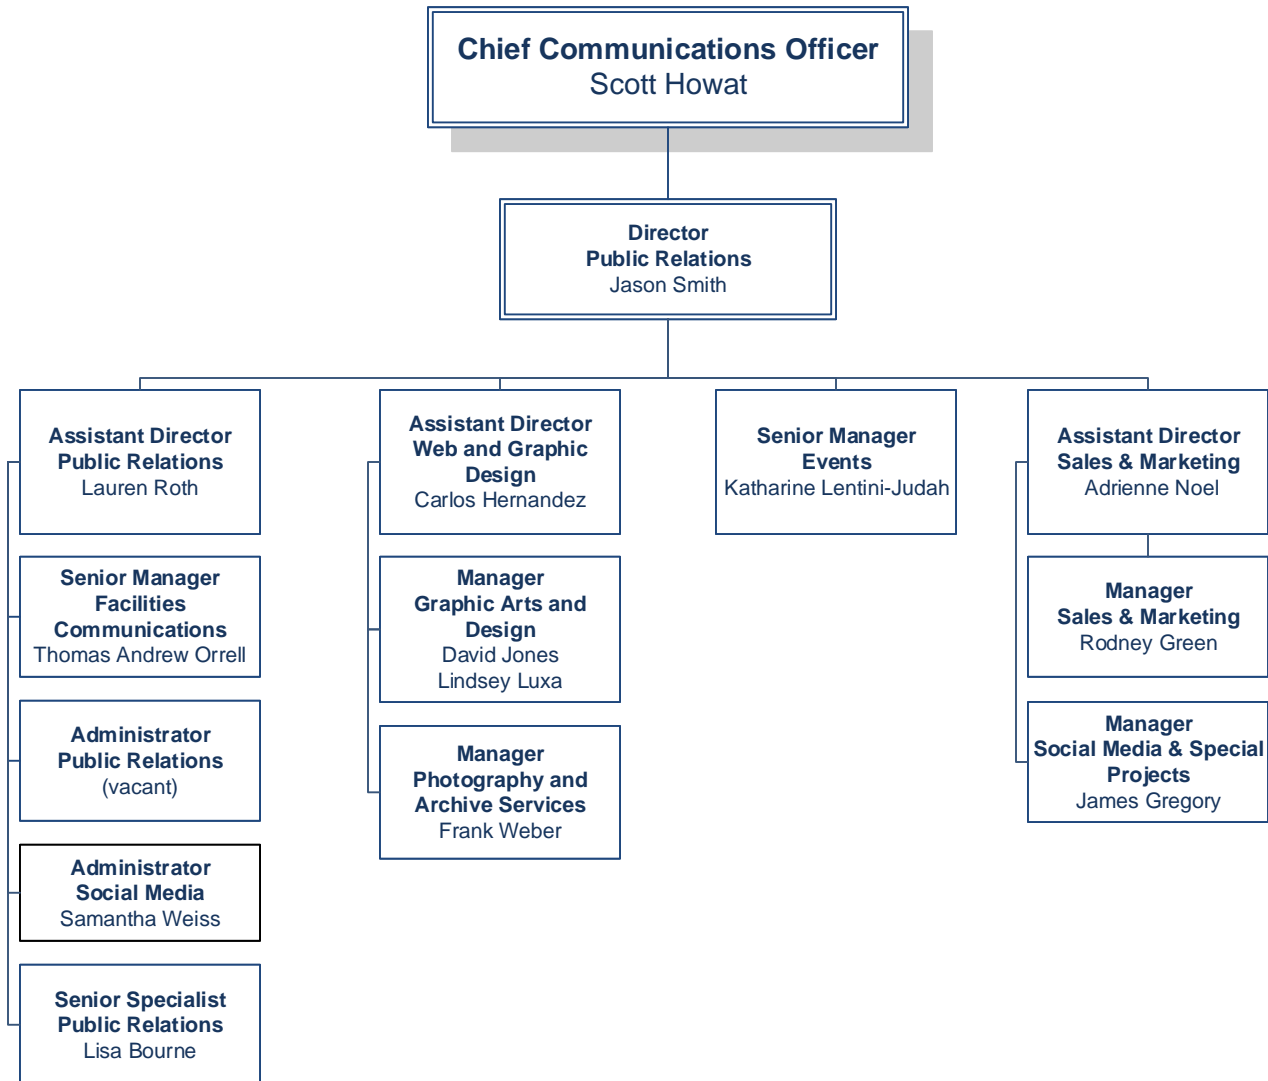 Chief Communications Officer
Scott Howat
Director
Public Relations
Jason Smith
Assistant Director
Public Relations
Lauren Roth
Senior Manager
Facilities
Communications
Thomas Andrew Orrell
Administrator
Public Relations
(vacant)
Administrator
Social Media
Samantha Weiss
Senior Specialist
Public Relations
Lisa Bourne
Assistant Director
Web and Graphic
Design
Carlos Hernandez
Manager
Graphic Arts and
Design
David Jones
Lindsey Luxa
Manager
Photography and
Archive Services
Frank Weber
Senior Manager
Events
Katharine Lentini-Judah
Assistant Director
Sales & Marketing
Adrienne Noel
Manager
Sales & Marketing
Rodney Green
Manager
Social Media & Special
Projects
James Gregory